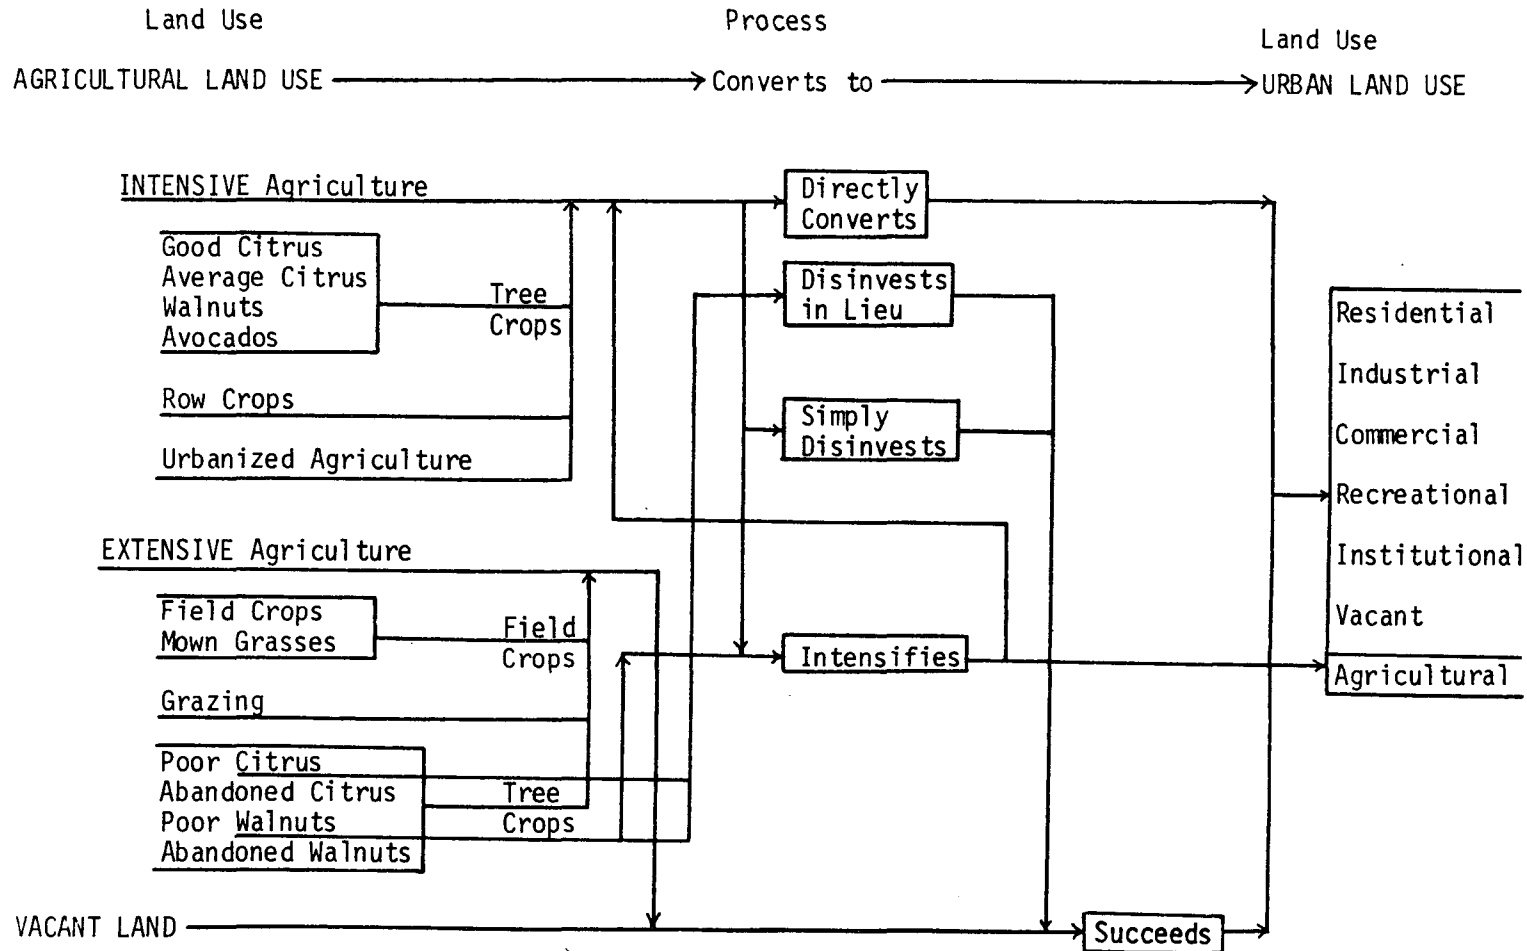 Land Use
Process
Land Use
AGRICULTURAL LAND USE
Converts to
URBAN LAND USE
INTENSIVE Agriculture
Good Citrus
Average Citrus
Walnuts
Avocados
Tree
Crops
Row Crops
Urbanized Agriculture
EXTENSIVE Agriculture
Field Crops
Mown Grasses
Field
Crops
Grazing
Poor Citrus
Abandoned Citrus
Poor Walnuts
Abandoned Walnuts
Tree
Crops
VACANT LAND
Directly
Converts
Disinvests
in Lieu
Simply
Disinvests
Intensifies
Succeeds
Residential
Industrial
Commercial
Recreational
Institutional
Vacant
Agricultural